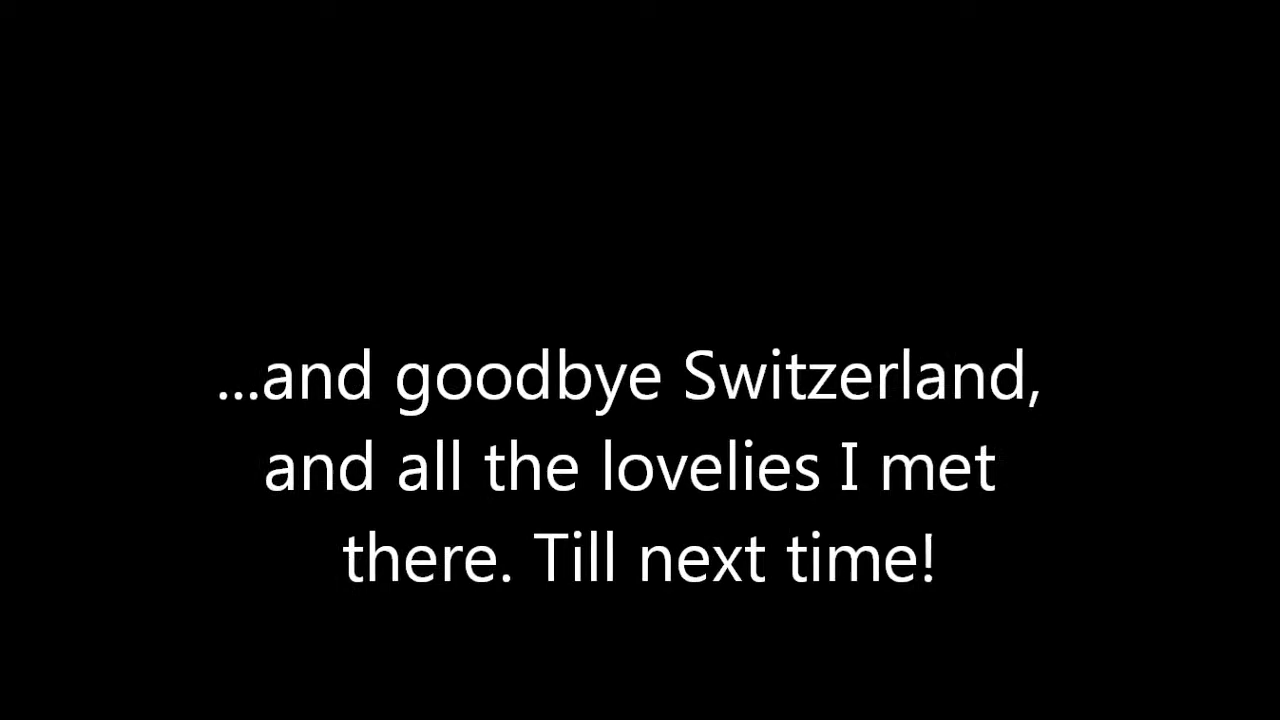 ...and goodbye Switzerland,
and all the lovelies I met
there. Till next time!